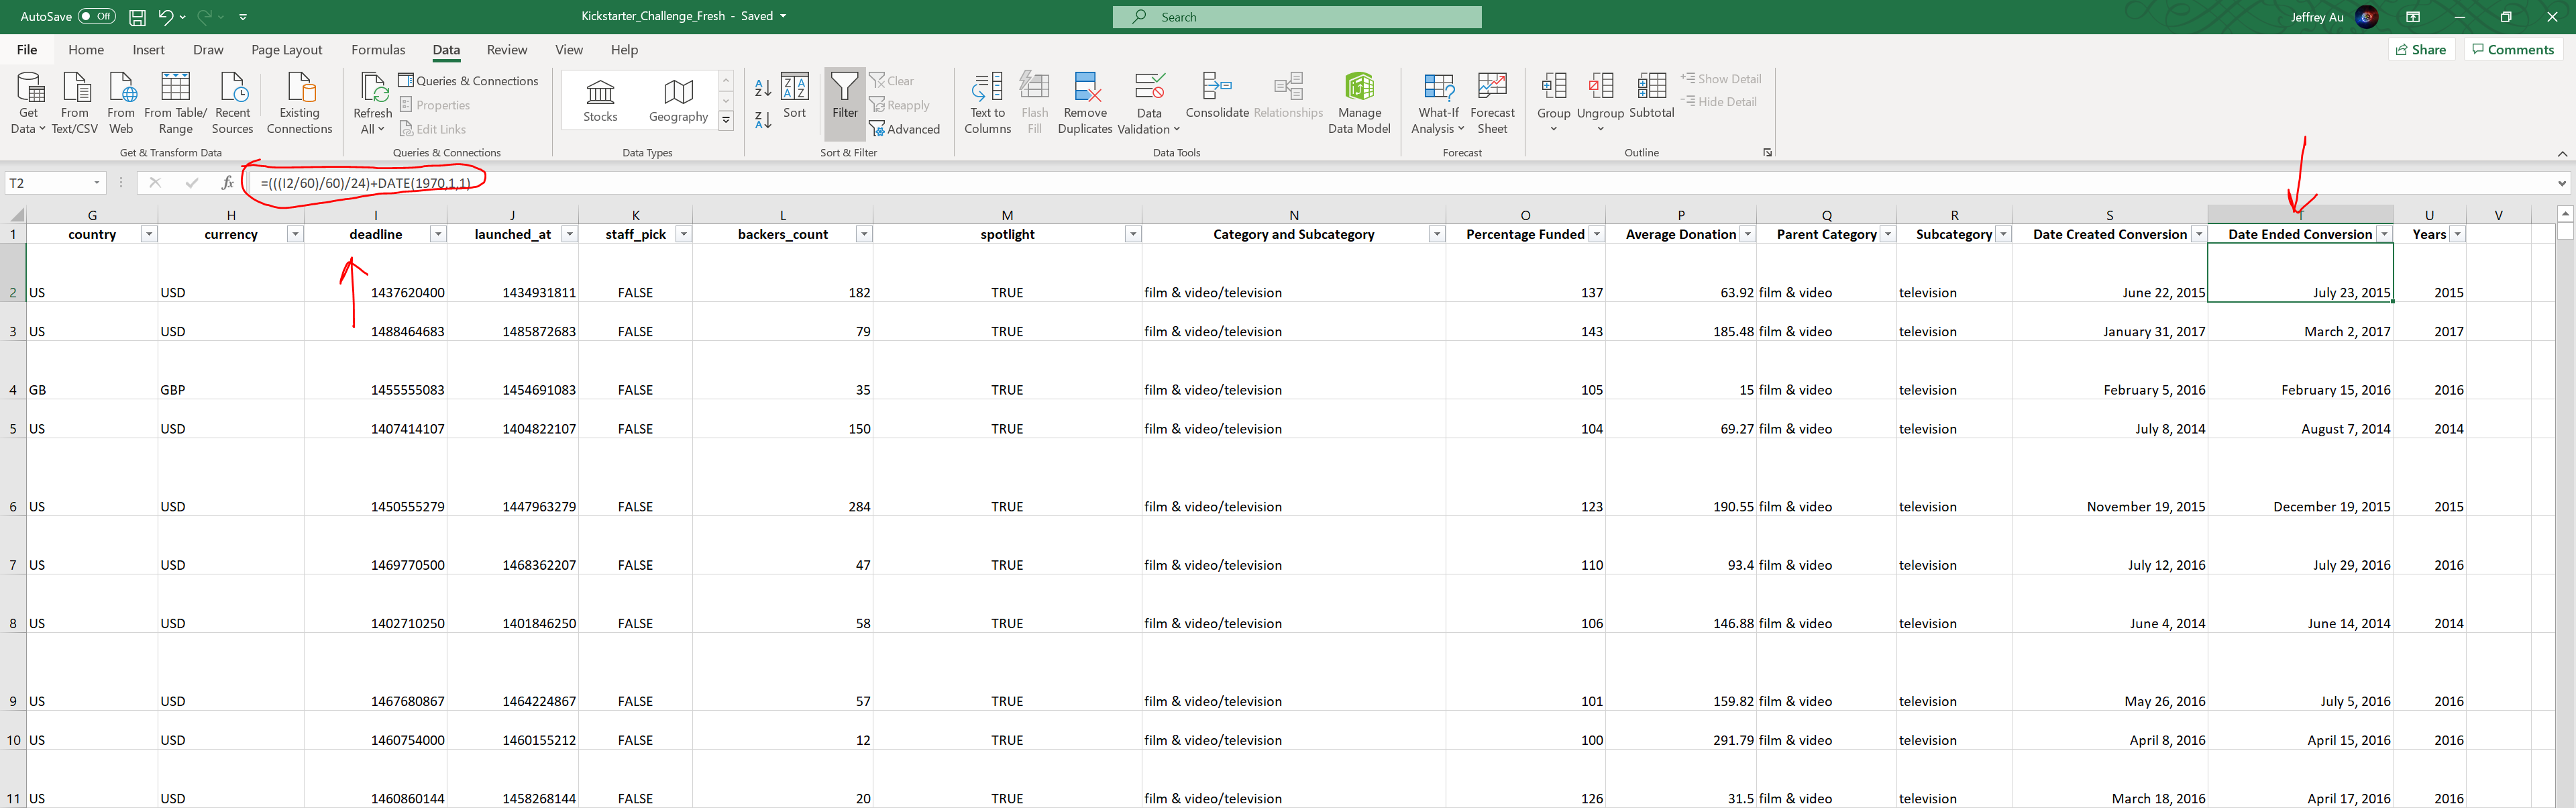 AutoSave Off
Kickstarter_Challenge_Fresh - Saved
Search
Jeffrey Au
File Home Insert Draw Page Layout Formulas Data Review View Help
Share Comments
Get Data
From Text/CSV
From Web
From Table/ Range
Recent Sources
Existing Connections
Get & Transform Data
Refresh All
Queries & Connections
Properties
Edit Links
Queries & Connections
Stocks
Geography
Data Types
Sort
Filter
Clear
Reapply
Advanced
Sort & Filter
Text to Columns
Flash Fill
Remove Duplicates
Data Validation
Consolidate
Relationships
Manage Data Model
Data Tools
What-If Analysis
Forecast Sheet
Forecast
Group
Ungroup
Subtotal
Show Detail
Hide Detail
Outline
T2 fx =(((I2/60)/60)/24)+DATE(1970,1,1)
G H I J K L M N O P Q R S T U V
1 country currency deadline launched_at staff_pick backers_count spotlight Category and Subcategory Percentage Funded Average Donation Parent Category Subcategory Date Created Conversion Date Ended Conversion Years
2 US USD 1437620400 1434931811 FALSE 182 TRUE film & video/television 137 63.92 film & video television June 22, 2015 July 23, 2015 2015
3 US USD 1488464683 1485872683 FALSE 79 TRUE film & video/television 143 185.48 film & video television January 31, 2017 March 2, 2017 2017
4 GB GBP 1455555083 1454691083 FALSE 35 TRUE film & video/television 105 15 film & video television February 5, 2016 February 15, 2016 2016
5 US USD 1407414107 1404822107 FALSE 150 TRUE film & video/television 104 69.27 film & video television July 8, 2014 August 7, 2014 2014
6 US USD 1450555279 1447963279 FALSE 284 TRUE film & video/television 123 190.55 film & video television November 19, 2015 December 19, 2015 2015
7 US USD 1469770500 1468362207 FALSE 47 TRUE film & video/television 110 93.4 film & video television July 12, 2016 July 29, 2016 2016
8 US USD 1402710250 1401846250 FALSE 58 TRUE film & video/television 106 146.88 film & video television June 4, 2014 June 14, 2014 2014
9 US USD 1467680867 1464224867 FALSE 57 TRUE film & video/television 101 159.82 film & video television May 26, 2016 July 5, 2016 2016
10 US USD 1460754000 1460155212 FALSE 12 TRUE film & video/television 100 291.79 film & video television April 8, 2016 April 15, 2016 2016
11 US USD 1460860144 1458268144 FALSE 20 TRUE film & video/television 126 31.5 film & video television March 18, 2016 April 17, 2016 2016